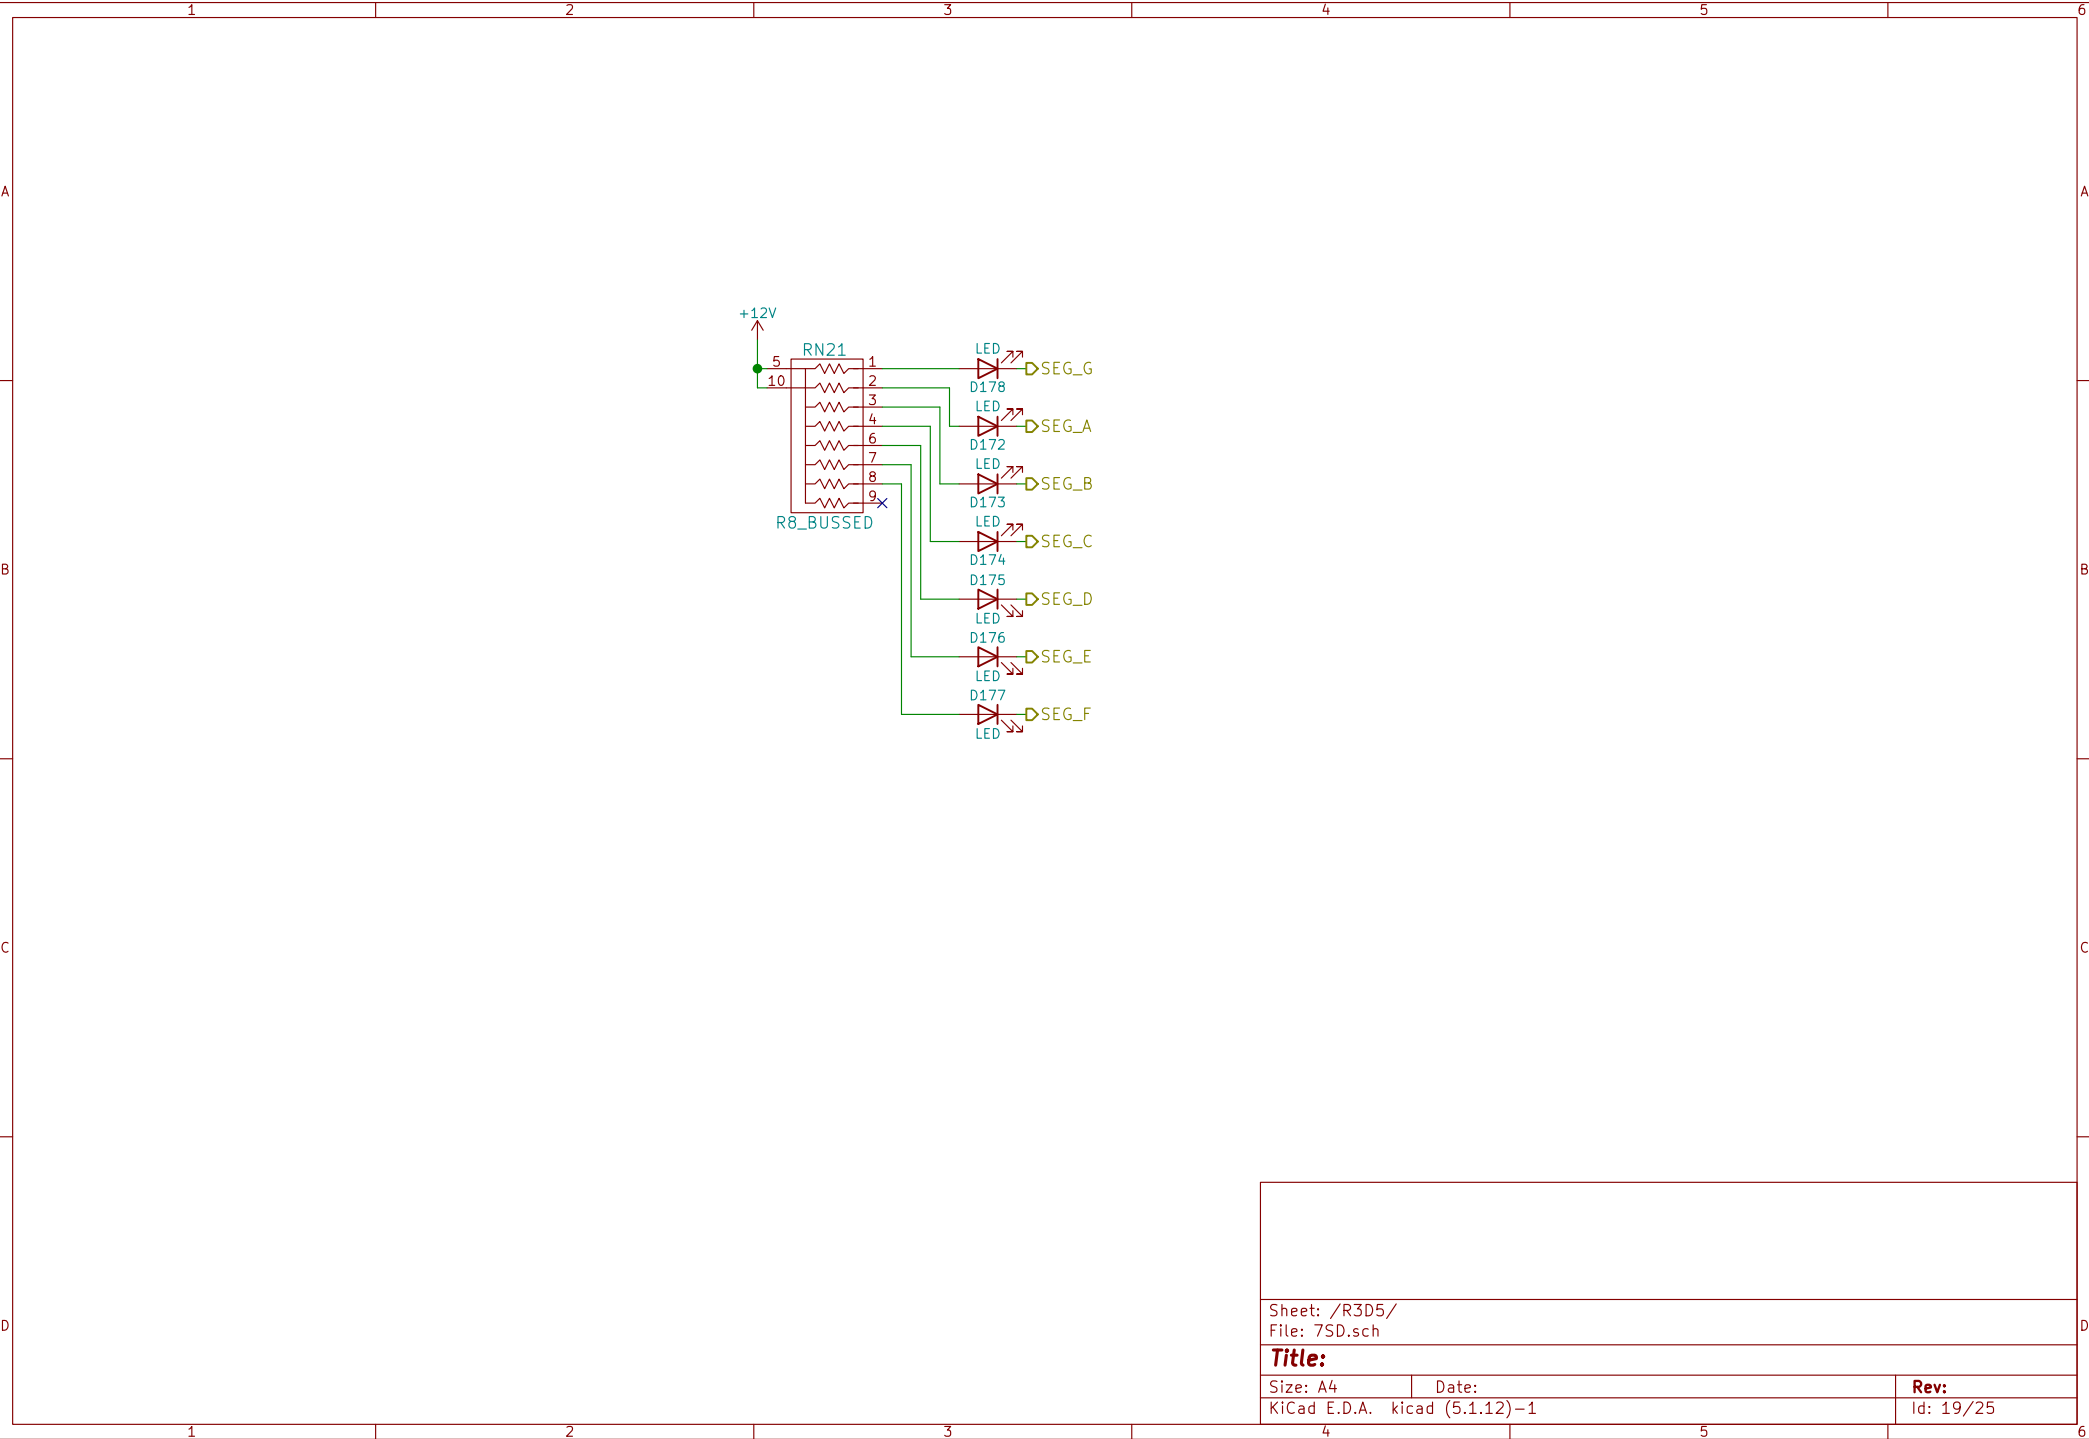 1 2 3 4 5 6
A A
+12V
RN21
5 1
10 2
3
4
6
7
8
9
R8_BUSSED
LED
SEG_G
D178
LED
SEG_A
D172
LED
SEG_B
D173
LED
SEG_C
D174
D175
SEG_D
LED
D176
SEG_E
LED
D177
SEG_F
LED
B B
C C
D D
Sheet: /R3D5/
File: 7SD.sch
Title:
Size: A4 Date: Rev:
KiCad E.D.A. kicad (5.1.12)-1 Id: 19/25
1 2 3 4 5 6